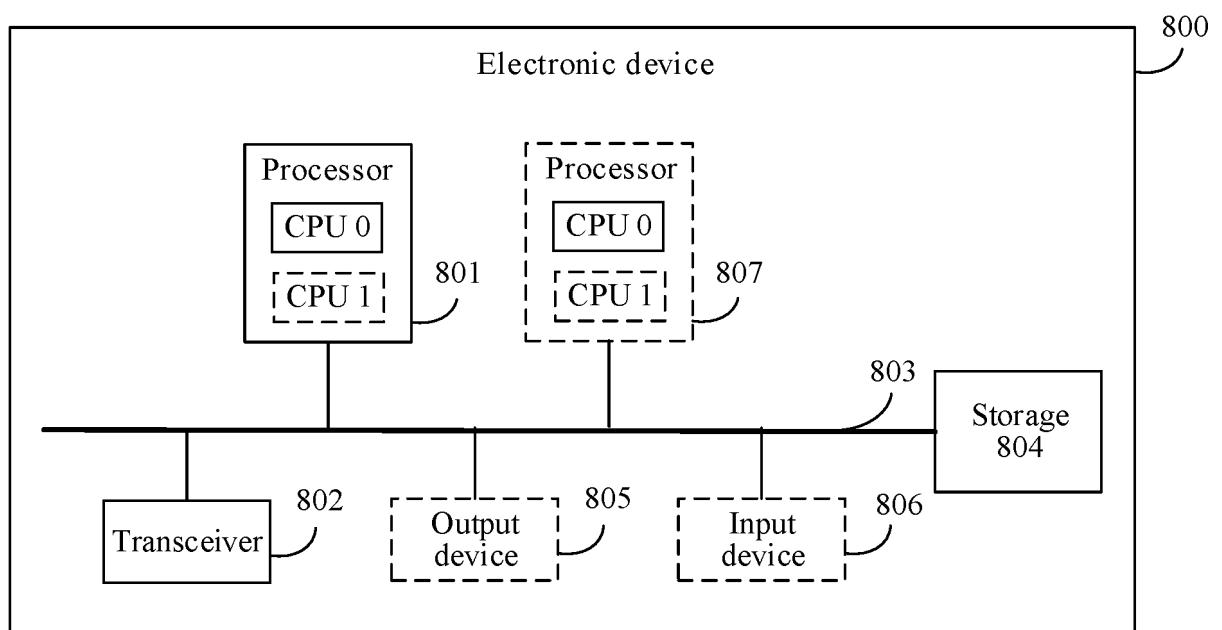 800
Electronic device
Processor
CPU 0
CPU 1
801
Processor
CPU 0
CPU 1
807
803
Storage
804
Transceiver
802
Output
device
805
Input
device
806